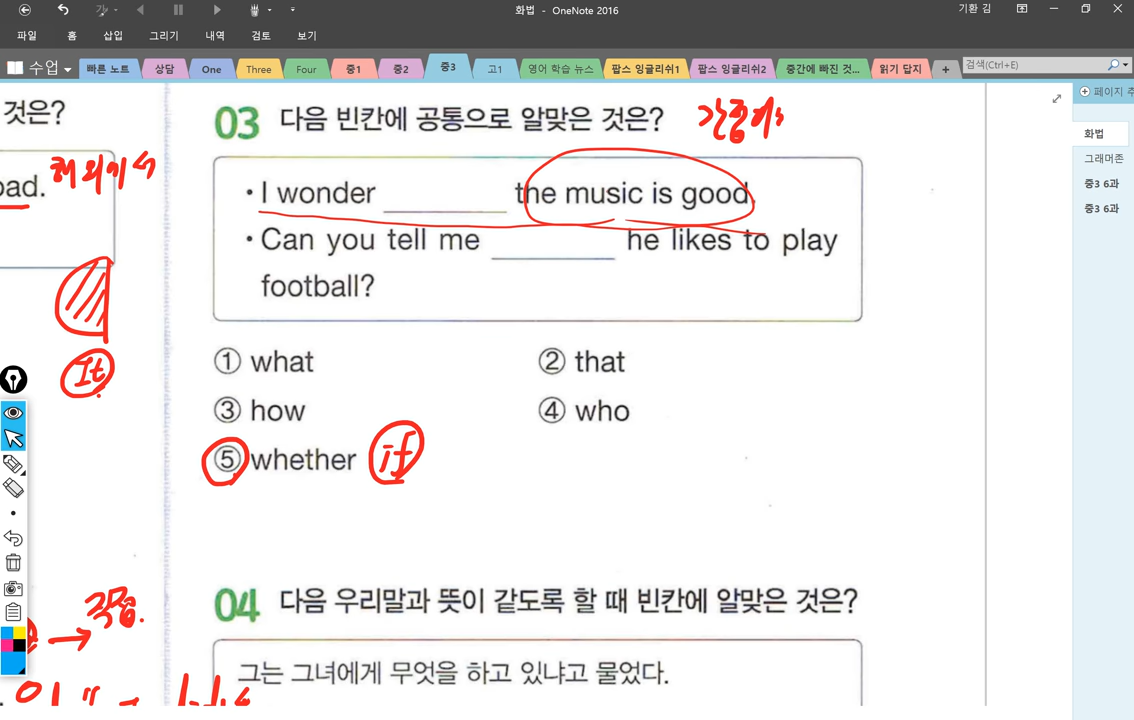 화법 - OneNote 2016
기환 김
파일 홈 삽입 그리기 내역 검토 보기
수업 빠른 노트 상담 One Three Four 중1 중2 중3 고1 영어 학습 뉴스 팝스 잉글리쉬1 팝스 잉글리쉬2 중간에 빠진 것... 읽기 답지 + 검색(Ctrl+E)
페이지 추
화법
그래머존
중3 6과
중3 6과
것은?
oad.
It
03 다음 빈칸에 공통으로 알맞은 것은?
• I wonder ________ the music is good.
• Can you tell me ________ he likes to play
football?
① what ② that
③ how ④ who
⑤ whether if
04 다음 우리말과 뜻이 같도록 할 때 빈칸에 알맞은 것은?
그는 그녀에게 무엇을 하고 있냐고 물었다.